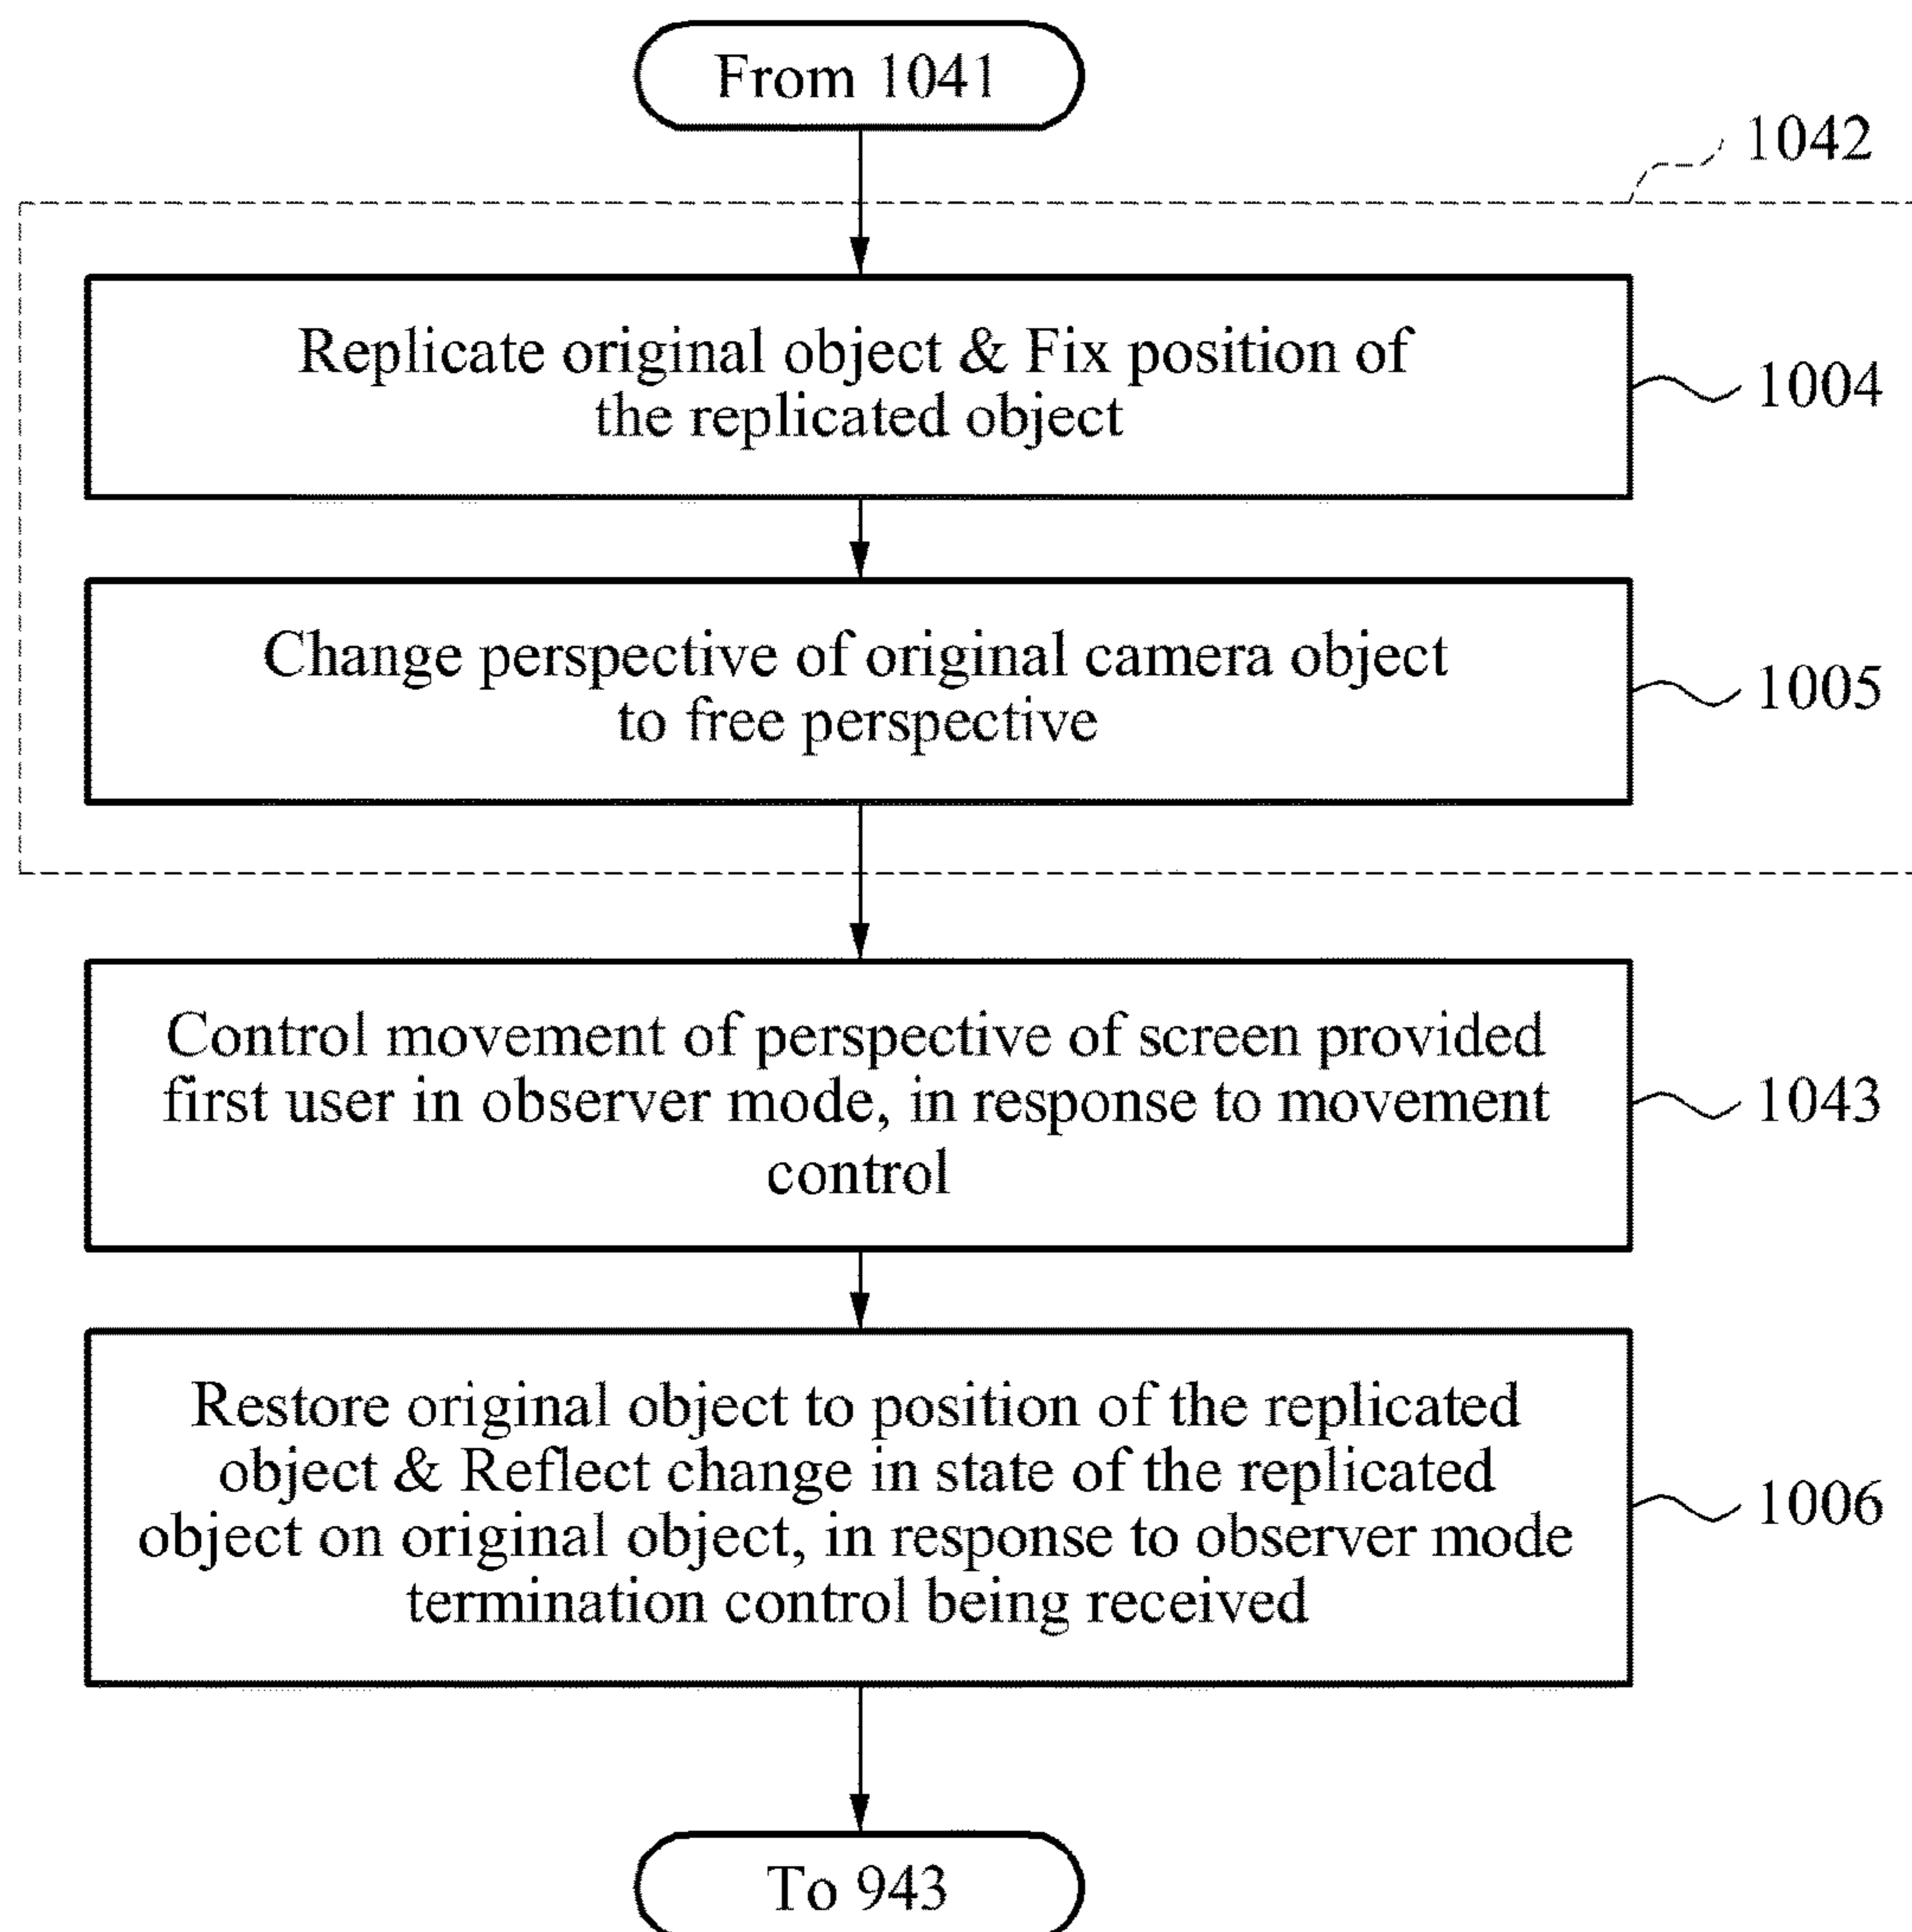 From 1041
1042
Replicate original object & Fix position of
the replicated object
1004
Change perspective of original camera object
to free perspective
1005
Control movement of perspective of screen provided
first user in observer mode, in response to movement
control
1043
Restore original object to position of the replicated
object & Reflect change in state of the replicated
object on original object, in response to observer mode
termination control being received
1006
To 943